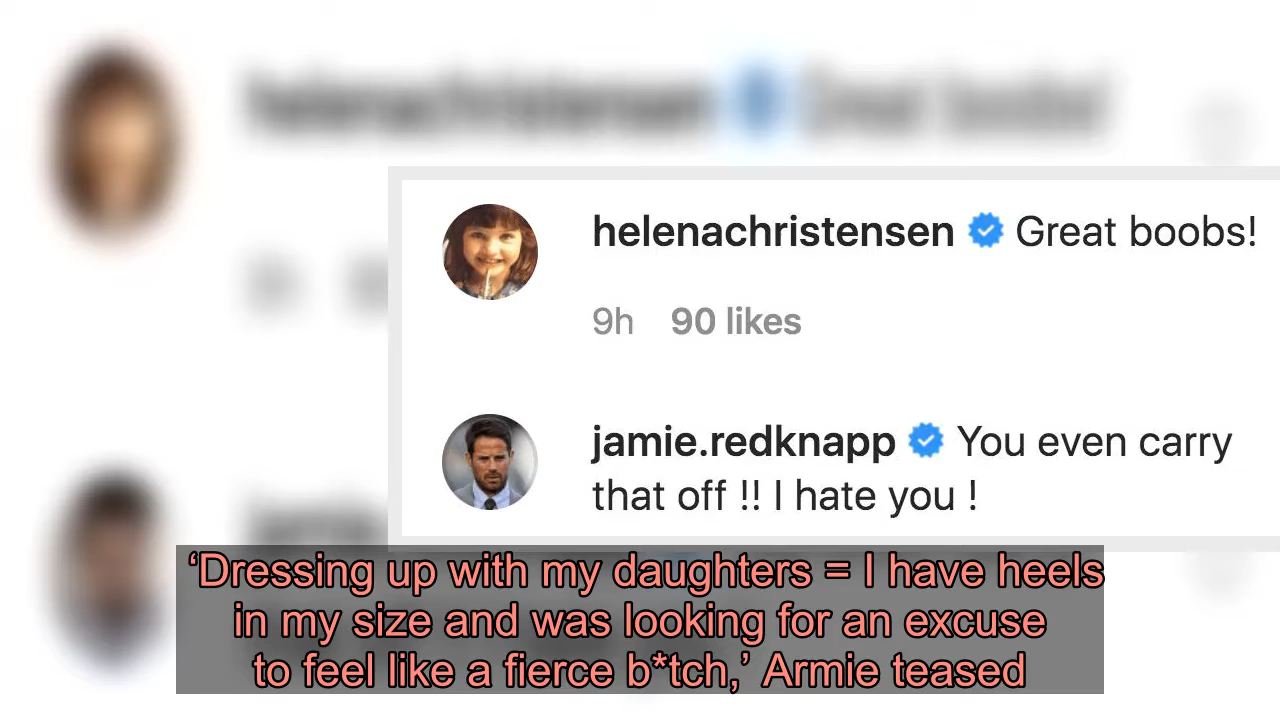 helenachristensen Great boobs!
9h 90 likes
jamie.redknapp You even carry
that off !! I hate you !
‘Dressing up with my daughters = I have heels
in my size and was looking for an excuse
to feel like a fierce b*tch,’ Armie teased